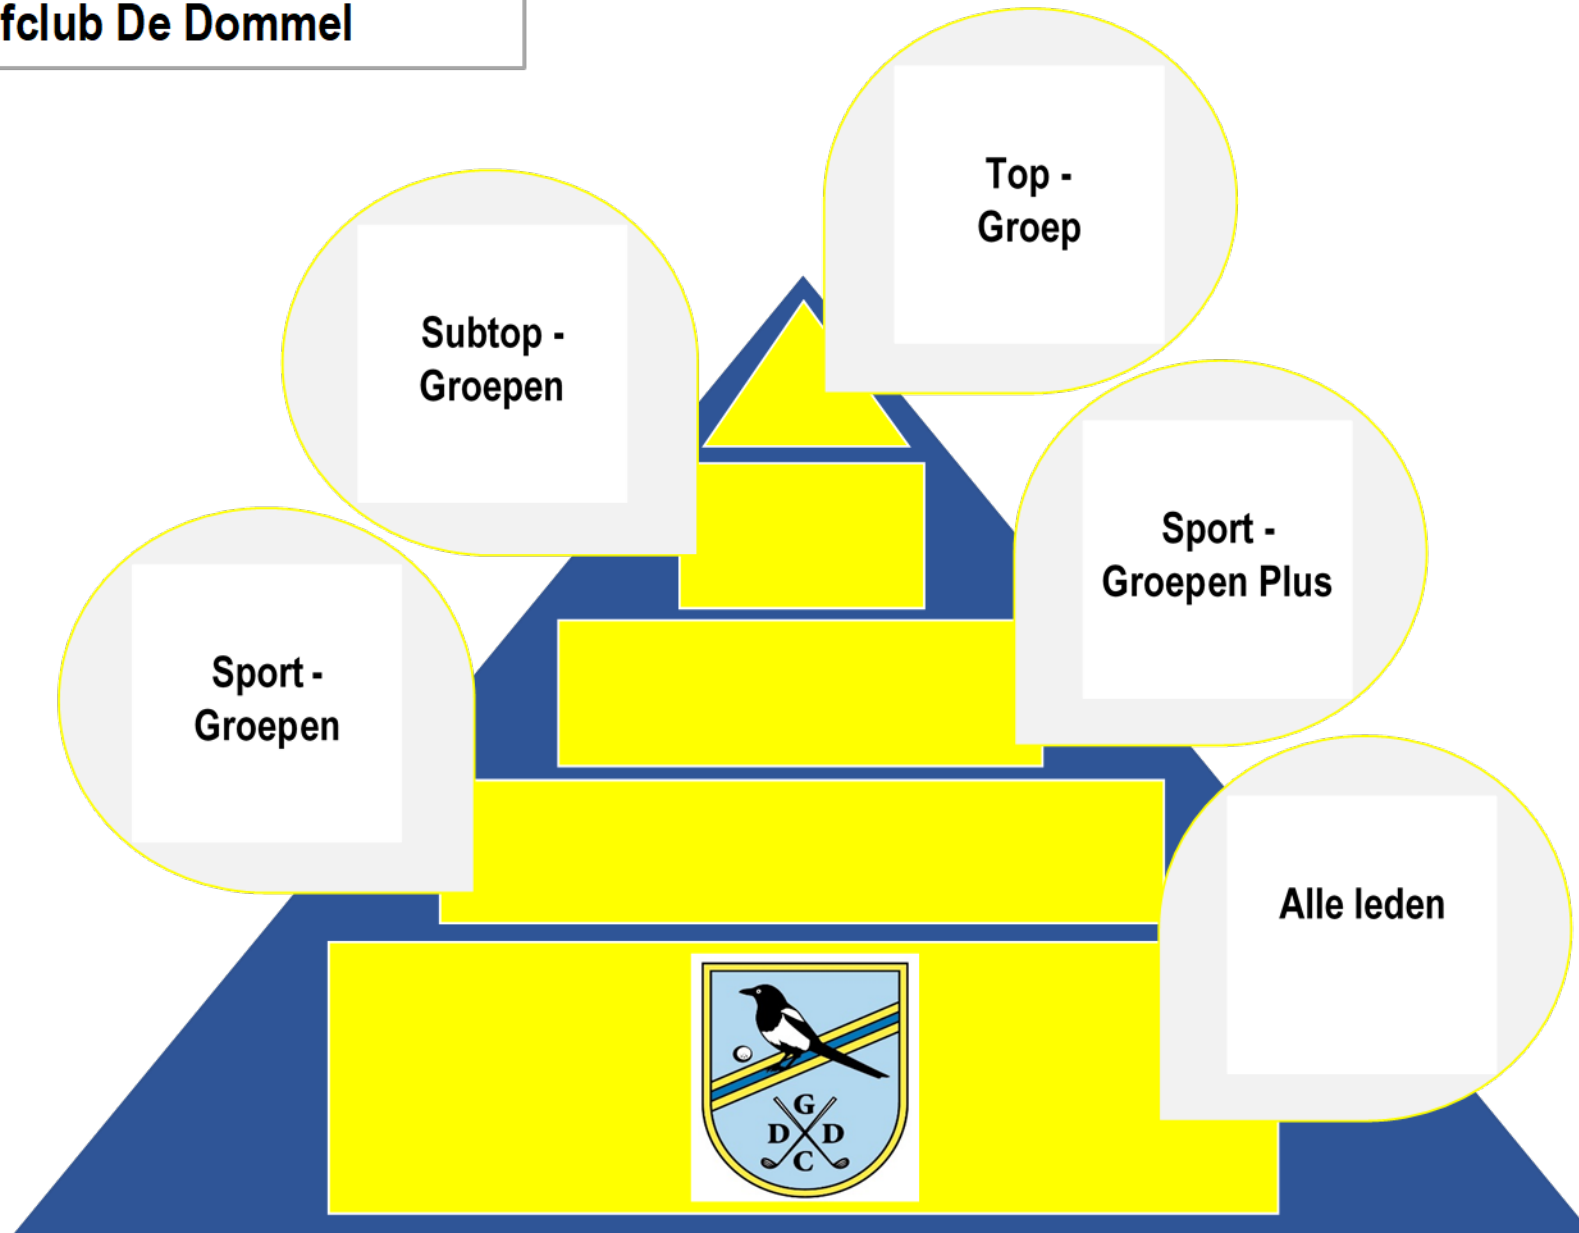 fclub De Dommel
Top -
Groep
Subtop -
Groepen
Sport -
Groepen Plus
Sport -
Groepen
Alle leden
G
D D
C